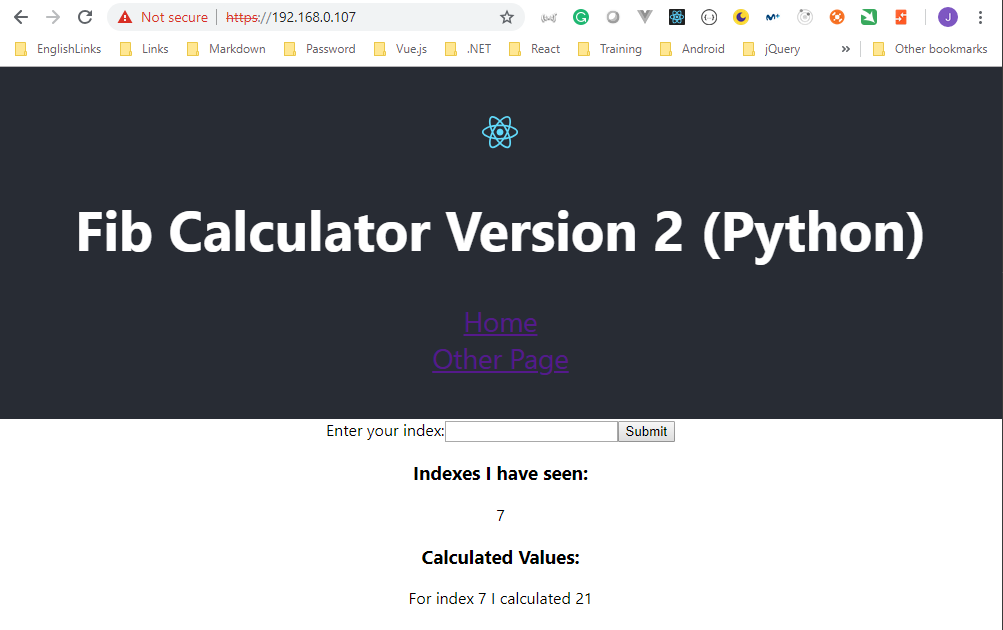 Not secure | https://192.168.0.107
EnglishLinks Links Markdown Password Vue.js .NET React Training Android jQuery » Other bookmarks
Fib Calculator Version 2 (Python)
Home
Other Page
Enter your index: Submit
Indexes I have seen:
7
Calculated Values:
For index 7 I calculated 21